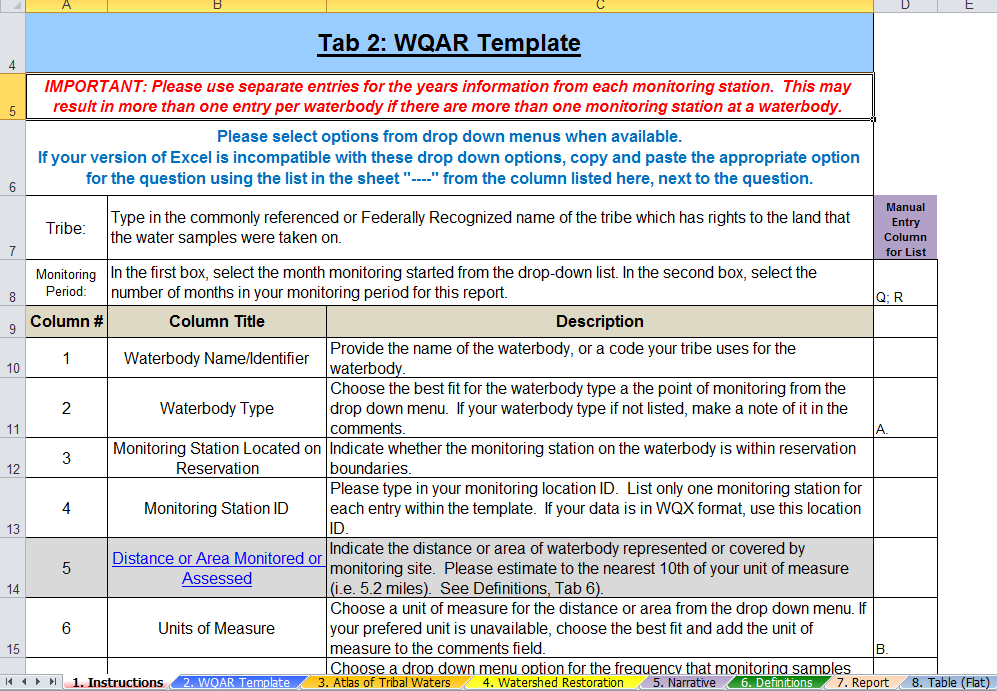 A B C D E
4 Tab 2: WQAR Template
IMPORTANT: Please use separate entries for the years information from each monitoring station. This may
5 result in more than one entry per waterbody if there are more than one monitoring station at a waterbody.
Please select options from drop down menus when available.
If your version of Excel is incompatible with these drop down options, copy and paste the appropriate option
6 for the question using the list in the sheet "----" from the column listed here, next to the question.
Manual
Entry
Column
for List
7 Tribe: Type in the commonly referenced or Federally Recognized name of the tribe which has rights to the land that
the water samples were taken on.
Monitoring
Period:
In the first box, select the month monitoring started from the drop-down list. In the second box, select the
number of months in your monitoring period for this report.
8 Q; R
9 Column # Column Title Description
10 1 Waterbody Name/Identifier Provide the name of the waterbody, or a code your tribe uses for the
waterbody.
11 2 Waterbody Type Choose the best fit for the waterbody type a the point of monitoring from the
drop down menu. If your waterbody type if not listed, make a note of it in the
comments.
A.
12 3 Monitoring Station Located on
Reservation
Indicate whether the monitoring station on the waterbody is within reservation
boundaries.
13 4 Monitoring Station ID Please type in your monitoring location ID. List only one monitoring station for
each entry within the template. If your data is in WQX format, use this location
ID.
14 5 Distance or Area Monitored or
Assessed
Indicate the distance or area of waterbody represented or covered by
monitoring site. Please estimate to the nearest 10th of your unit of measure
(i.e. 5.2 miles). See Definitions, Tab 6).
15 6 Units of Measure Choose a unit of measure for the distance or area from the drop down menu. If
your prefered unit is unavailable, choose the best fit and add the unit of
measure to the comments field.
B.
Choose a drop down menu option for the frequency that monitoring samples
1. Instructions 2. WQAR Template 3. Atlas of Tribal Waters 4. Watershed Restoration 5. Narrative 6. Definitions 7. Report 8. Table (Flat)